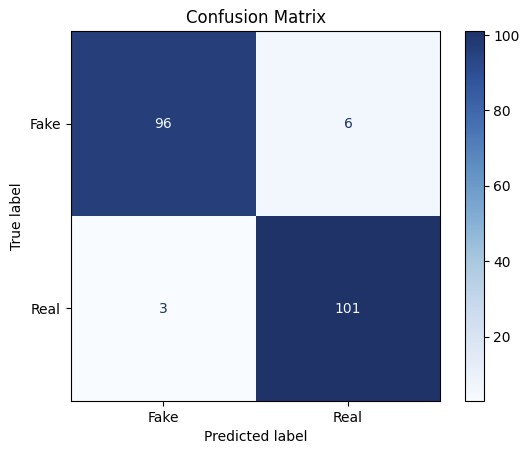 Confusion Matrix
100
Fake
96
6
80
True label
60
40
Real
3
101
20
Fake
Real
Predicted label